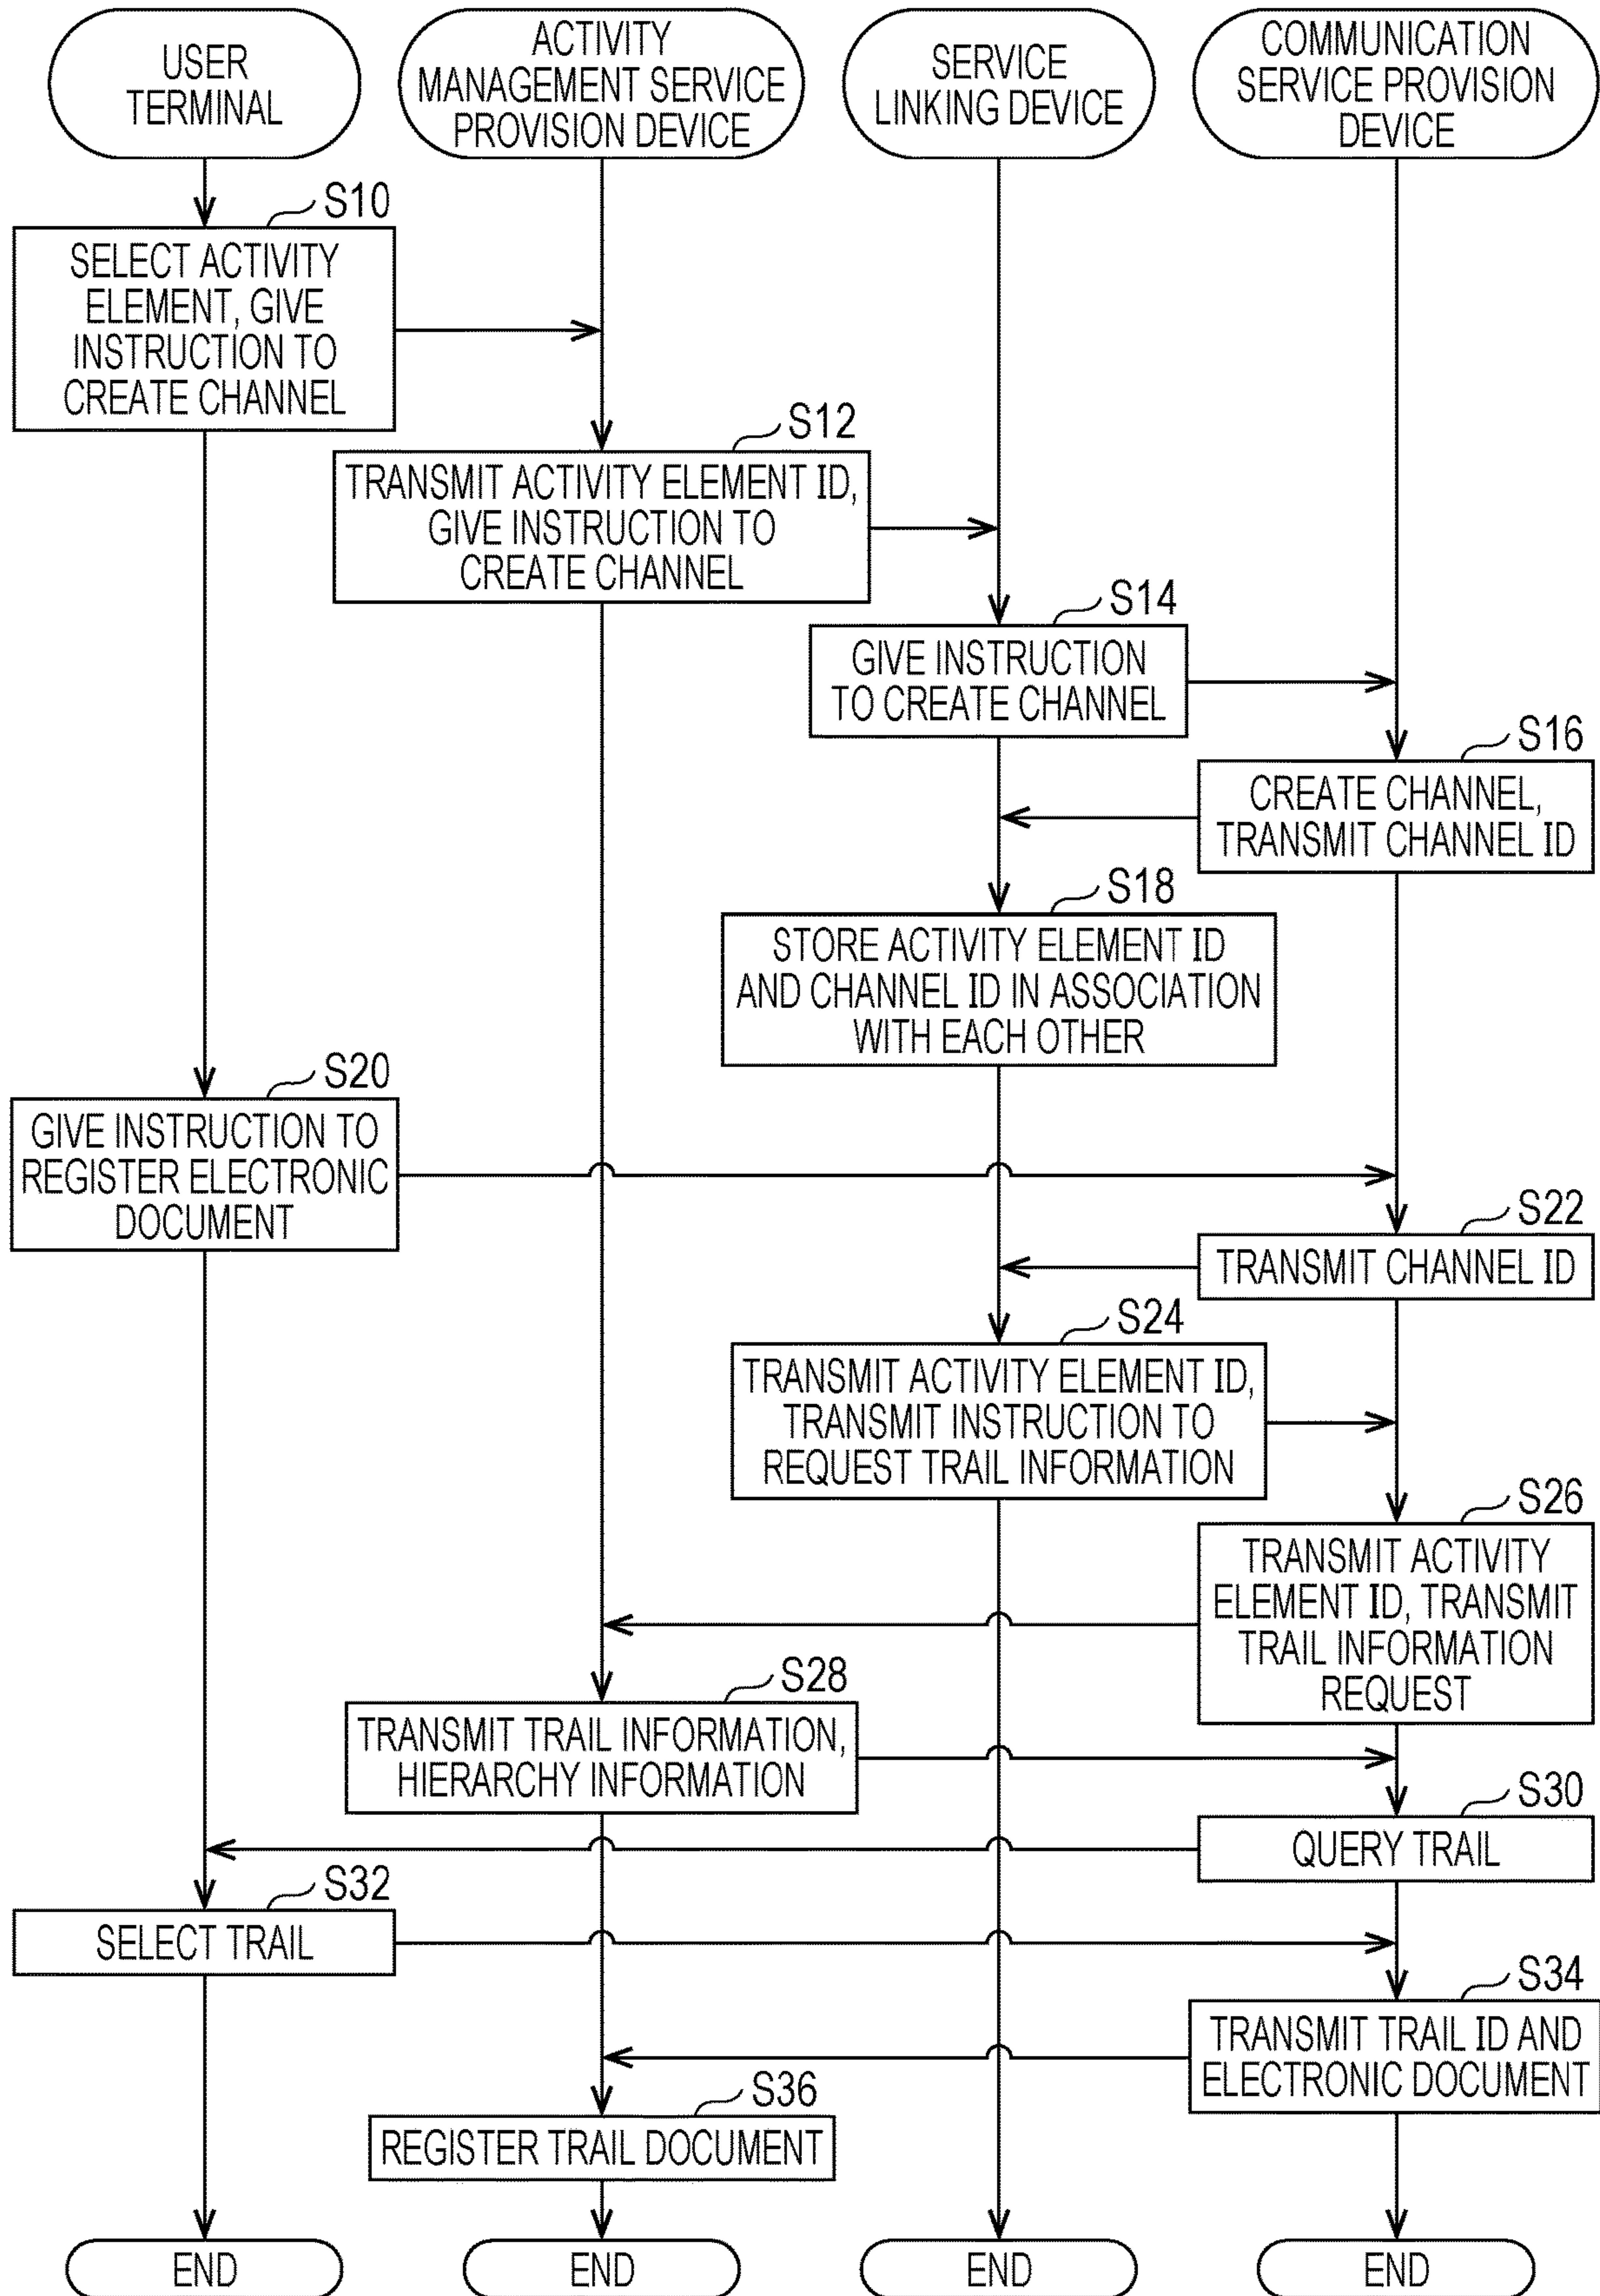 USER
TERMINAL
ACTIVITY
MANAGEMENT SERVICE
PROVISION DEVICE
SERVICE
LINKING DEVICE
COMMUNICATION
SERVICE PROVISION
DEVICE
S10
SELECT ACTIVITY
ELEMENT, GIVE
INSTRUCTION TO
CREATE CHANNEL
S12
TRANSMIT ACTIVITY ELEMENT ID,
GIVE INSTRUCTION TO
CREATE CHANNEL
S14
GIVE INSTRUCTION
TO CREATE CHANNEL
S16
CREATE CHANNEL,
TRANSMIT CHANNEL ID
S18
STORE ACTIVITY ELEMENT ID
AND CHANNEL ID IN ASSOCIATION
WITH EACH OTHER
S20
GIVE INSTRUCTION TO
REGISTER ELECTRONIC
DOCUMENT
S22
TRANSMIT CHANNEL ID
S24
TRANSMIT ACTIVITY ELEMENT ID,
TRANSMIT INSTRUCTION TO
REQUEST TRAIL INFORMATION
S26
TRANSMIT ACTIVITY
ELEMENT ID, TRANSMIT
TRAIL INFORMATION
REQUEST
S28
TRANSMIT TRAIL INFORMATION,
HIERARCHY INFORMATION
S30
QUERY TRAIL
S32
SELECT TRAIL
S34
TRANSMIT TRAIL ID AND
ELECTRONIC DOCUMENT
S36
REGISTER TRAIL DOCUMENT
END
END
END
END